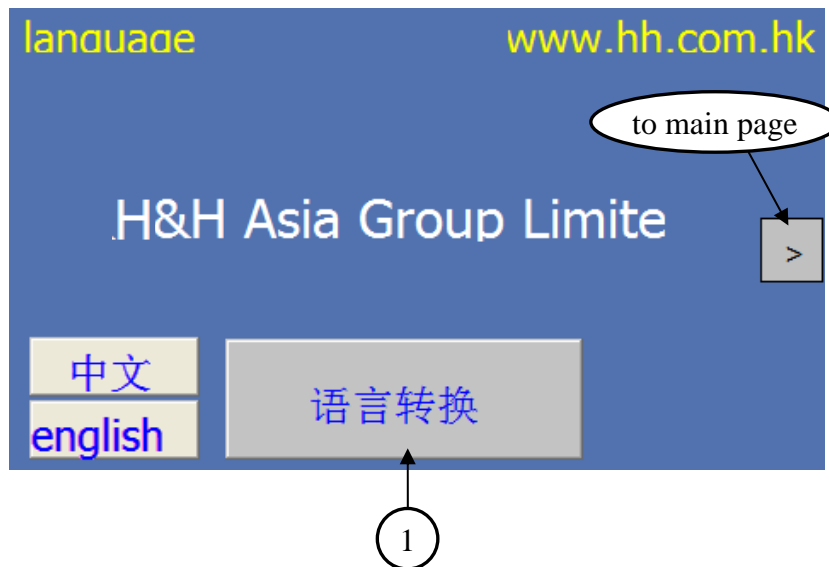 language
www.hh.com.hk
to main page
H&H Asia Group Limite
>
中文
语言转换
english
1